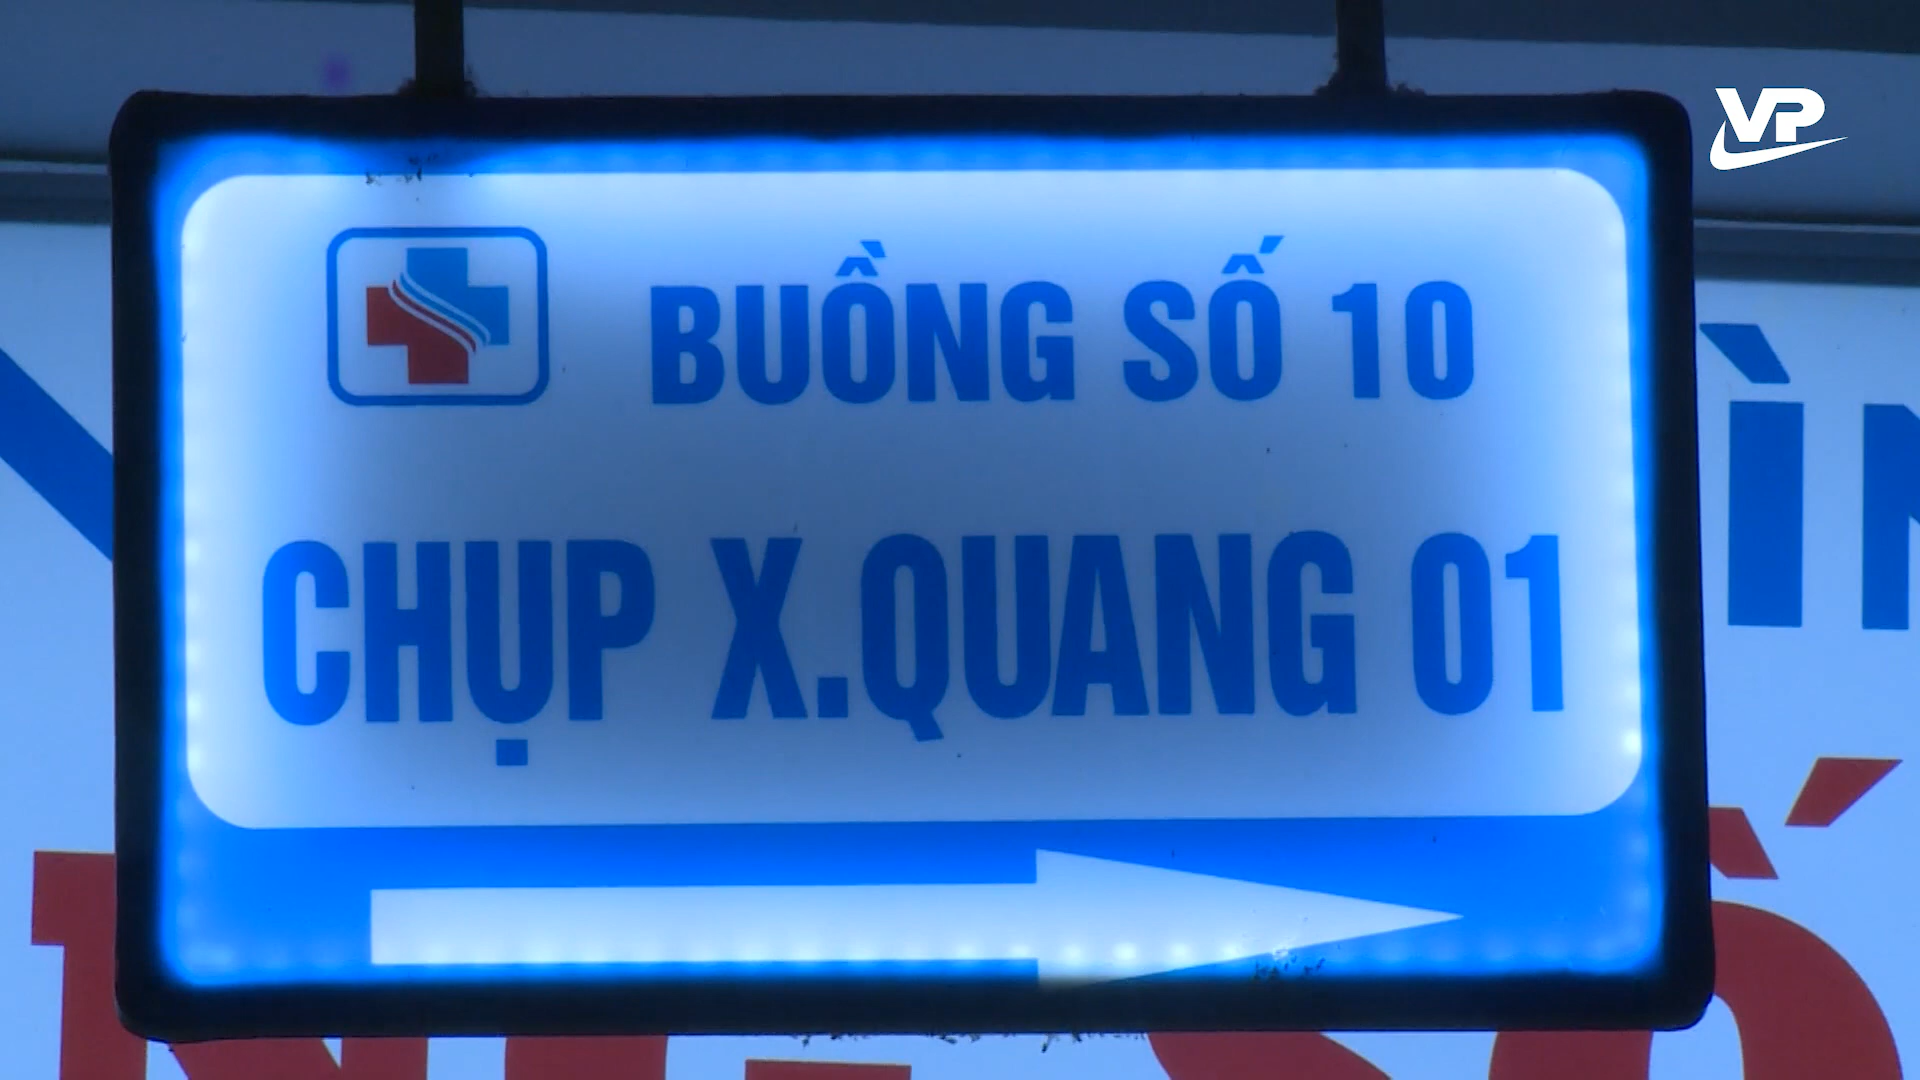 VP
BUỒNG SỐ 10
CHỤP X.QUANG 01